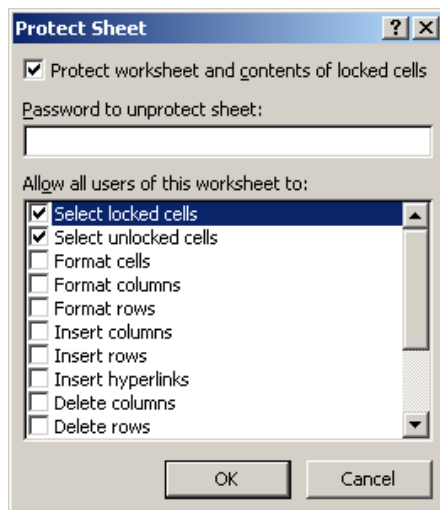 Protect Sheet
Protect worksheet and contents of locked cells
Password to unprotect sheet:
Allow all users of this worksheet to:
Select locked cells
Select unlocked cells
Format cells
Format columns
Format rows
Insert columns
Insert rows
Insert hyperlinks
Delete columns
Delete rows
OK Cancel